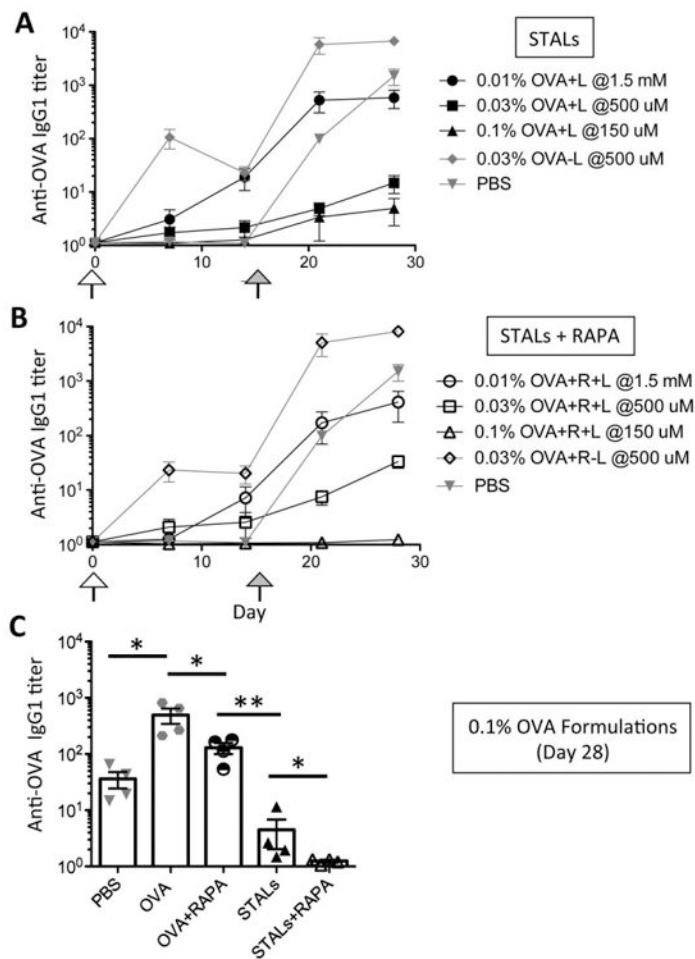 A
STALs
Anti-OVA IgG1 titer
10⁴
10³
10²
10¹
10⁰
0 10 20 30
0.01% OVA+L @1.5 mM
0.03% OVA+L @500 uM
0.1% OVA+L @150 uM
0.03% OVA-L @500 uM
PBS
B
STALs + RAPA
Anti-OVA IgG1 titer
10⁴
10³
10²
10¹
10⁰
0 10 20 30
Day
0.01% OVA+R+L @1.5 mM
0.03% OVA+R+L @500 uM
0.1% OVA+R+L @150 uM
0.03% OVA+R-L @500 uM
PBS
C
Anti-OVA IgG1 titer
10⁴
10³
10²
10¹
10⁰
* * ** *
PBS OVA OVA+RAPA STALs STALs+RAPA
0.1% OVA Formulations
(Day 28)